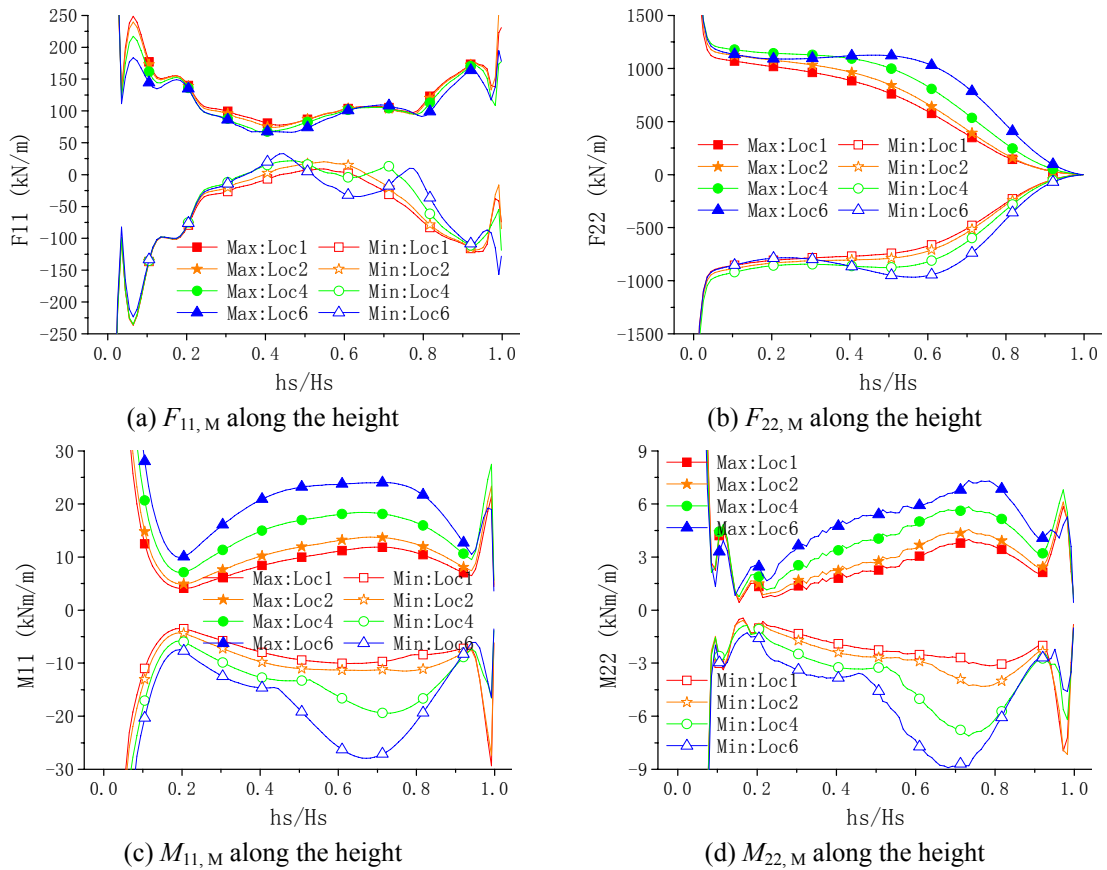 250
200
150
100
50
0
-50
-100
-150
-200
-250
F11 (kN/m)
Max:Loc1 Min:Loc1
Max:Loc2 Min:Loc2
Max:Loc4 Min:Loc4
Max:Loc6 Min:Loc6
0.0 0.2 0.4 0.6 0.8 1.0
hs/Hs
(a) F11, M along the height
1500
1000
500
0
-500
-1000
-1500
F22 (kN/m)
Max:Loc1 Min:Loc1
Max:Loc2 Min:Loc2
Max:Loc4 Min:Loc4
Max:Loc6 Min:Loc6
0.0 0.2 0.4 0.6 0.8 1.0
hs/Hs
(b) F22, M along the height
30
20
10
0
-10
-20
-30
M11 (kNm/m)
Max:Loc1 Min:Loc1
Max:Loc2 Min:Loc2
Max:Loc4 Min:Loc4
Max:Loc6 Min:Loc6
0.0 0.2 0.4 0.6 0.8 1.0
hs/Hs
(c) M11, M along the height
9
6
3
0
-3
-6
-9
M22 (kNm/m)
Max:Loc1
Max:Loc2
Max:Loc4
Max:Loc6
Min:Loc1
Min:Loc2
Min:Loc4
Min:Loc6
0.0 0.2 0.4 0.6 0.8 1.0
hs/Hs
(d) M22, M along the height